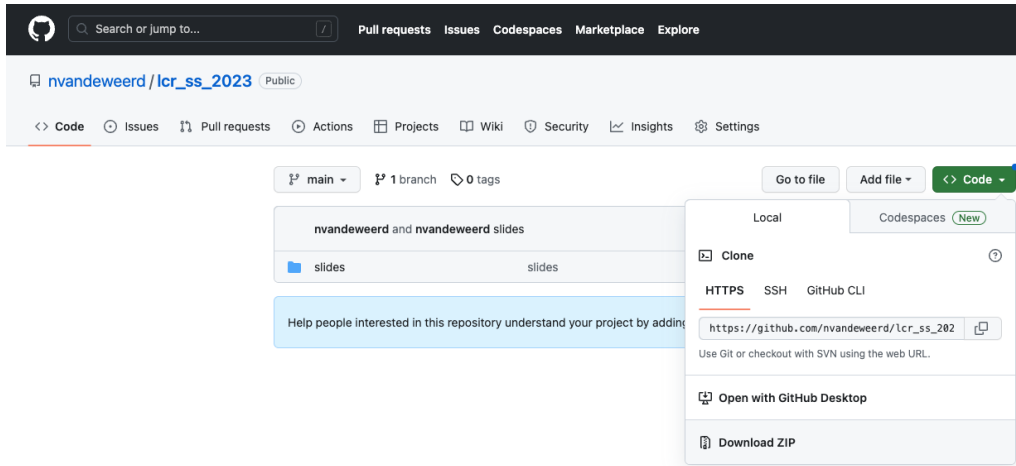 Search or jump to... / Pull requests Issues Codespaces Marketplace Explore
nvandeweerd / lcr_ss_2023 Public
<> Code Issues Pull requests Actions Projects Wiki Security Insights Settings
main 1 branch 0 tags Go to file Add file <> Code
nvandeweerd and nvandeweerd slides
slides slides
Help people interested in this repository understand your project by adding
Local Codespaces New
Clone
HTTPS SSH GitHub CLI
https://github.com/nvandeweerd/lcr_ss_202
Use Git or checkout with SVN using the web URL.
Open with GitHub Desktop
Download ZIP